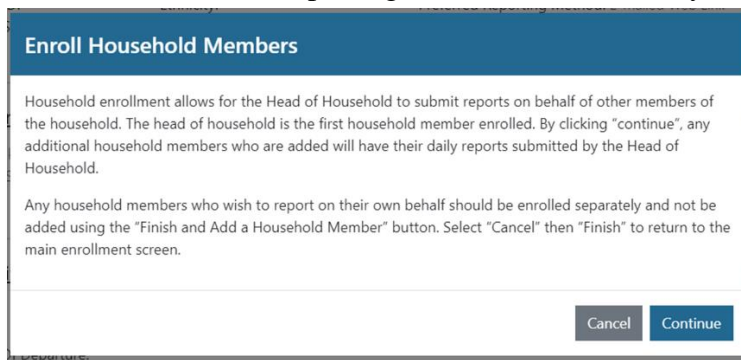 Ethnicity:
Enroll Household Members
Household enrollment allows for the Head of Household to submit reports on behalf of other members of
the household. The head of household is the first household member enrolled. By clicking “continue”, any
additional household members who are added will have their daily reports submitted by the Head of
Household.
Any household members who wish to report on their own behalf should be enrolled separately and not be
added using the “Finish and Add a Household Member” button. Select “Cancel” then “Finish” to return to the
main enrollment screen.
Cancel Continue
Departure: